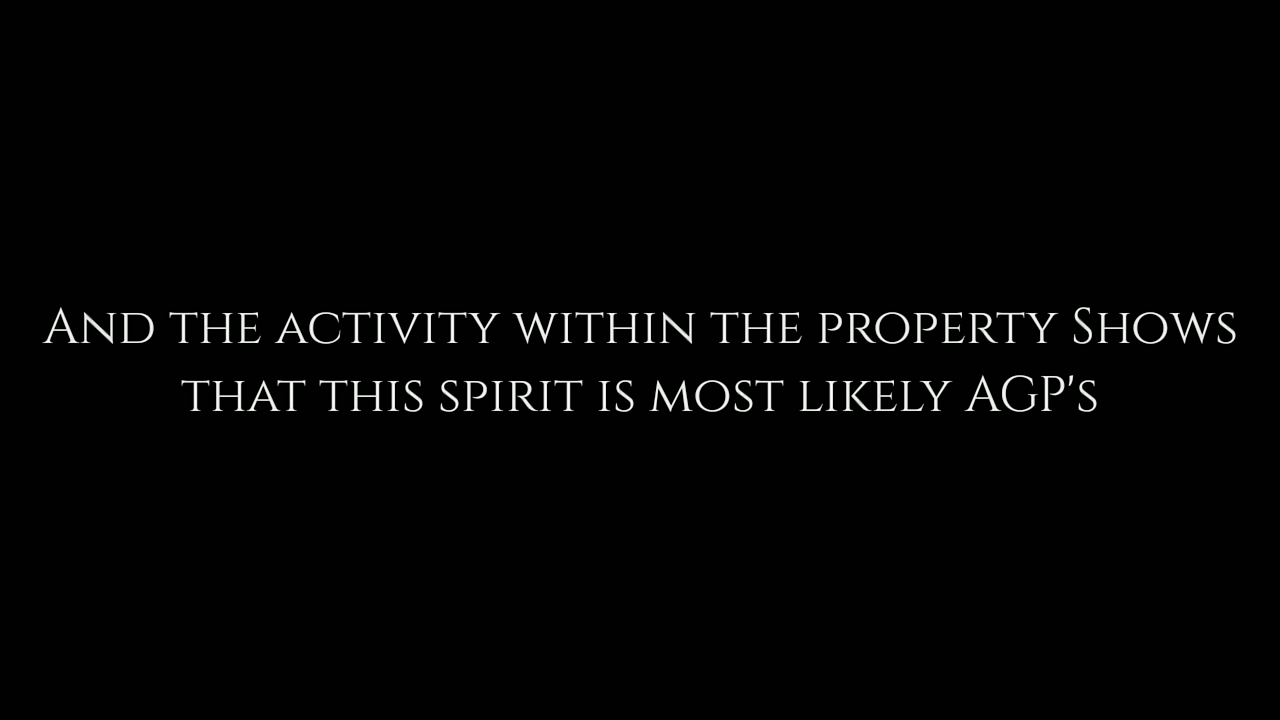 And the activity within the property Shows
that this spirit is most likely AGP's